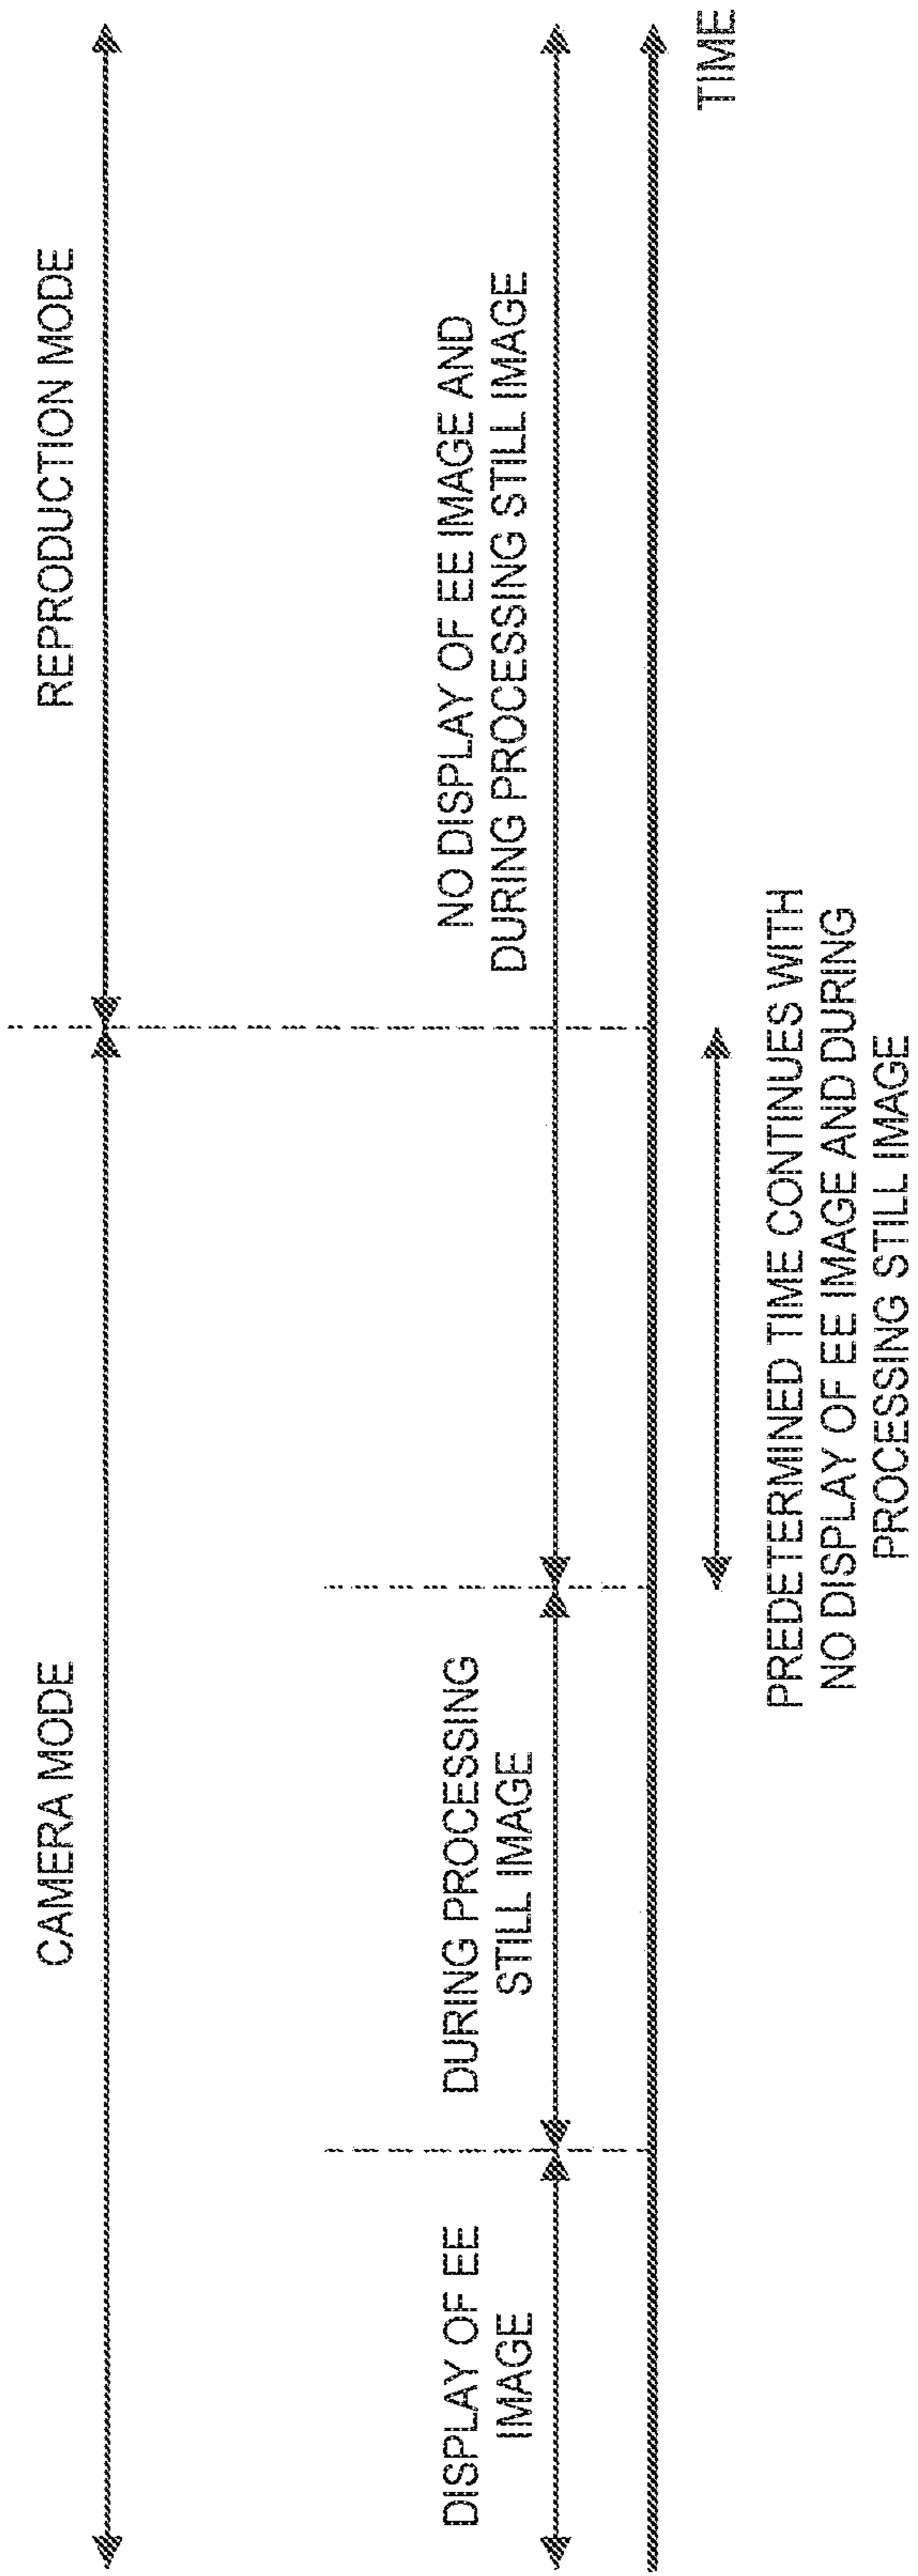 CAMERA MODE
REPRODUCTION MODE
DISPLAY OF EE
IMAGE
DURING PROCESSING
STILL IMAGE
NO DISPLAY OF EE IMAGE AND
DURING PROCESSING STILL IMAGE
TIME
PREDETERMINED TIME CONTINUES WITH
NO DISPLAY OF EE IMAGE AND DURING
PROCESSING STILL IMAGE